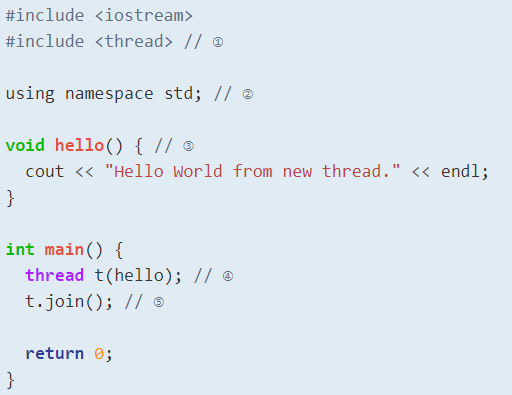 #include <iostream>
#include <thread> // ①
using namespace std; // ②
void hello() { // ③
cout << "Hello World from new thread." << endl;
}
int main() {
thread t(hello); // ④
t.join(); // ⑤
return 0;
}